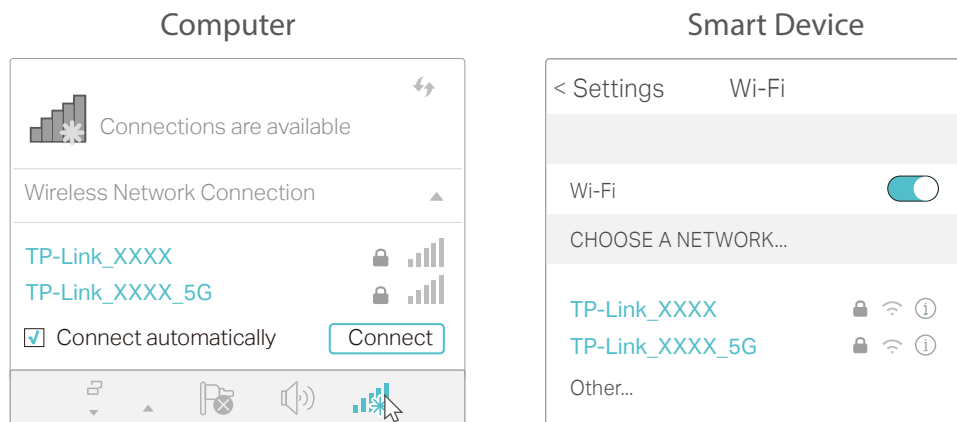 Computer
Connections are available
Wireless Network Connection
TP-Link_XXXX
TP-Link_XXXX_5G
Connect automatically
Connect
Smart Device
< Settings Wi-Fi
Wi-Fi
CHOOSE A NETWORK...
TP-Link_XXXX
TP-Link_XXXX_5G
Other...